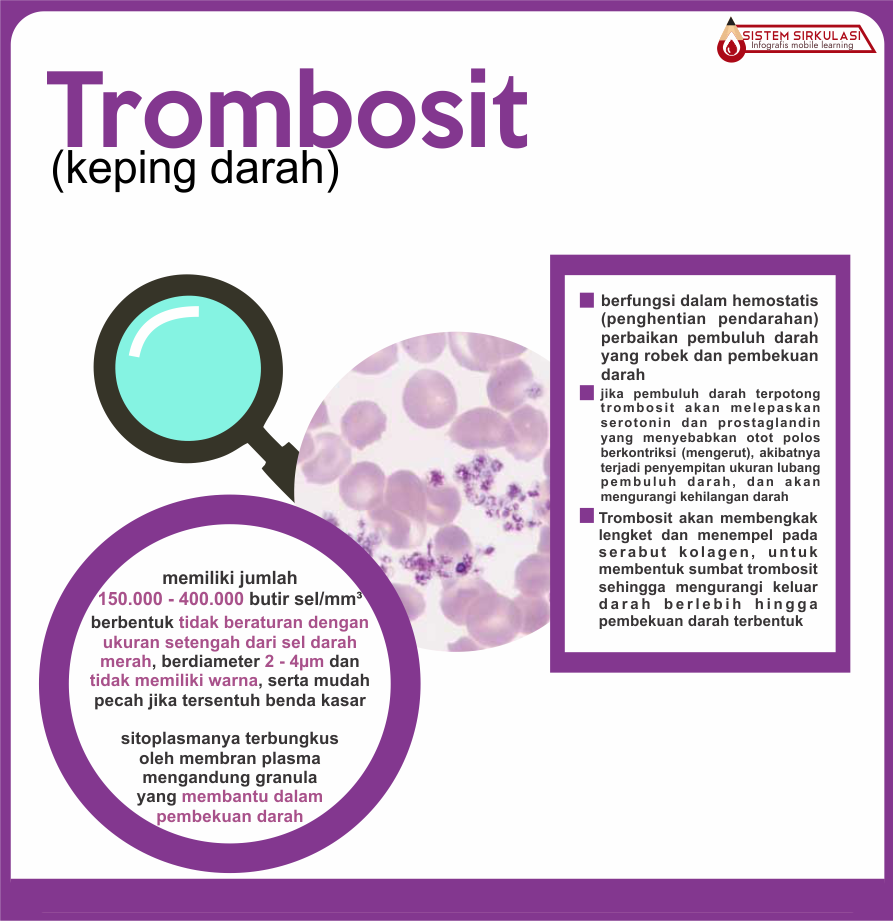 SISTEM SIRKULASI
Infografis mobile learning
Trombosit
(keping darah)
berfungsi dalam hemostatis
(penghentian pendarahan)
perbaikan pembuluh darah
yang robek dan pembekuan
darah
jika pembuluh darah terpotong
trombosit akan melepaskan
serotonin dan prostaglandin
yang menyebabkan otot polos
berkontriksi (mengerut), akibatnya
terjadi penyempitan ukuran lubang
pembuluh darah, dan akan
mengurangi kehilangan darah
Trombosit akan membengkak
lengket dan menempel pada
serabut kolagen, untuk
membentuk sumbat trombosit
sehingga mengurangi keluar
darah berlebih hingga
pembekuan darah terbentuk
memiliki jumlah
150.000 - 400.000 butir sel/mm³
berbentuk tidak beraturan dengan
ukuran setengah dari sel darah
merah, berdiameter 2 - 4µm dan
tidak memiliki warna, serta mudah
pecah jika tersentuh benda kasar
sitoplasmanya terbungkus
oleh membran plasma
mengandung granula
yang membantu dalam
pembekuan darah